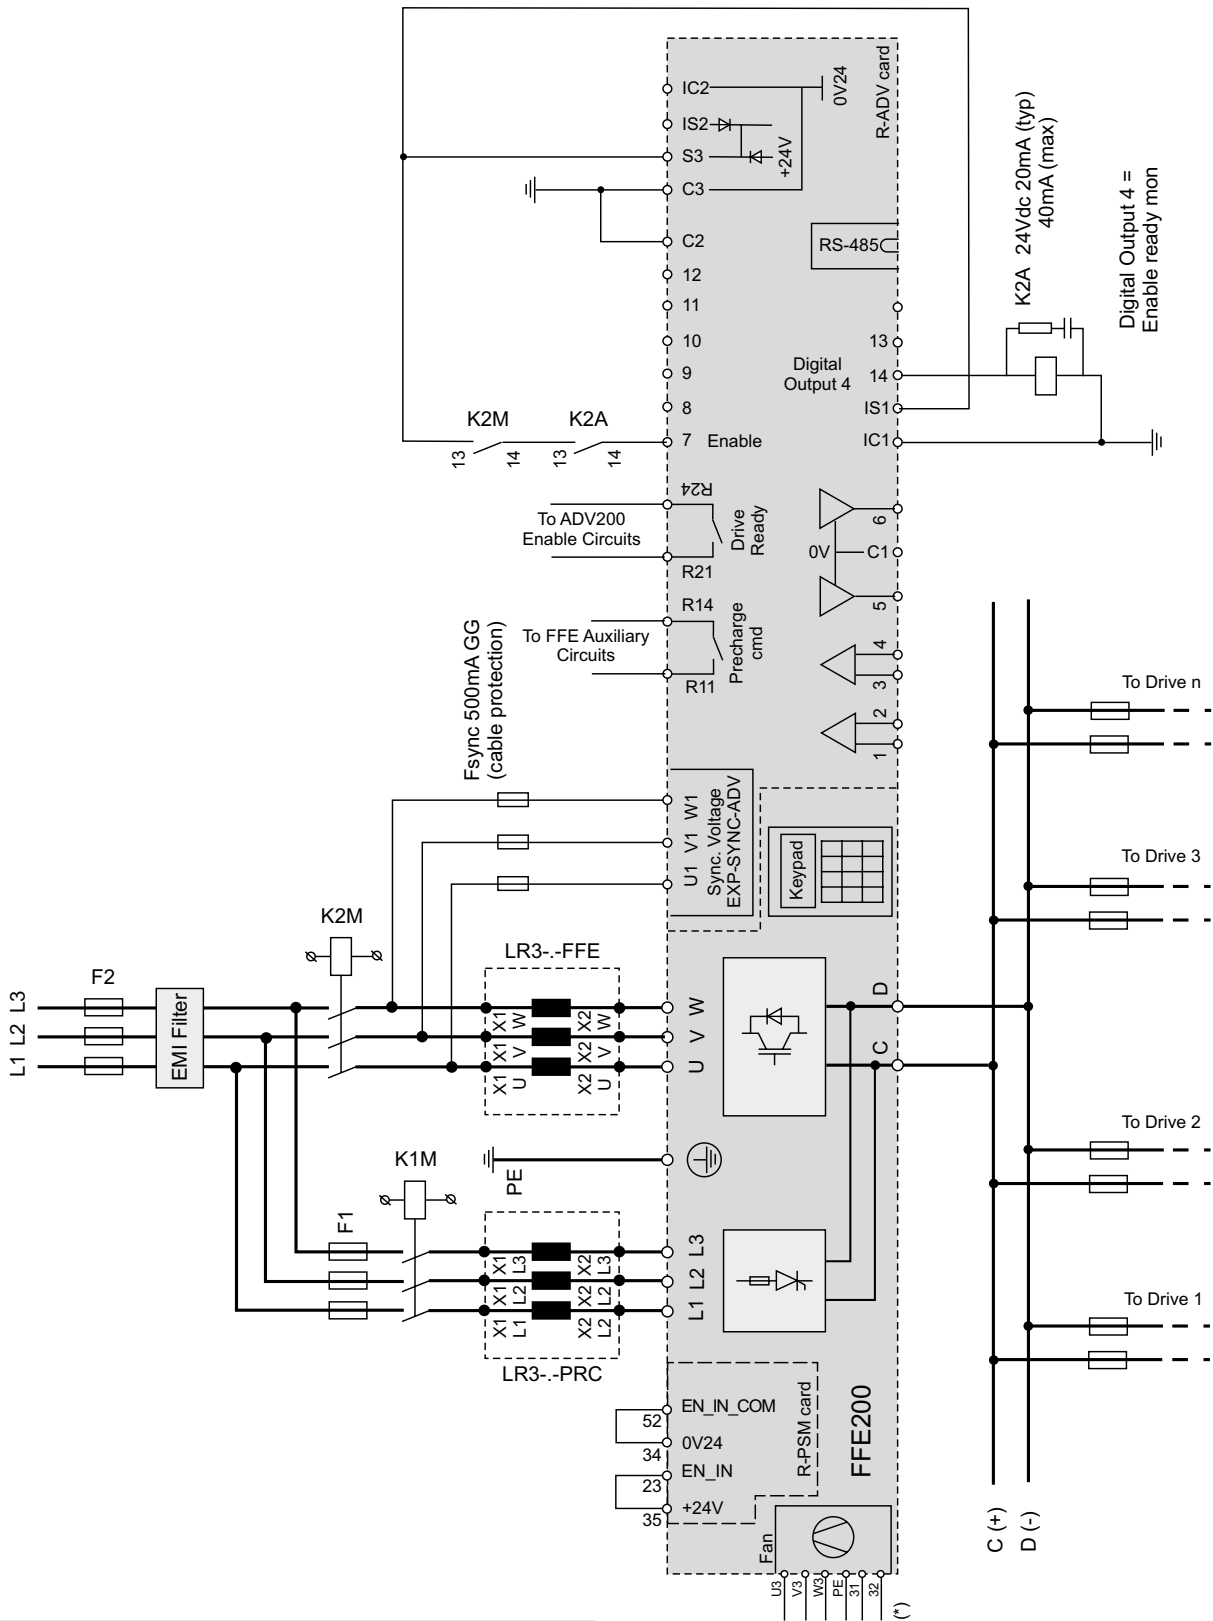 IC2
0V24
R-ADV card
IS2
S3
+24V
C3
C2
RS-485
12
11
10
9
8
7 Enable
13
Digital
Output 4
14
IS1
IC1
K2A 24Vdc 20mA (typ)
40mA (max)
Digital Output 4 =
Enable ready mon
K2M
13
14
K2A
13
14
To ADV200
Enable Circuits
R24
Drive
Ready
R21
To FFE Auxiliary
Circuits
R14
Precharge
cmd
R11
6
0V
C1
5
4
3
2
1
Fsync 500mA GG
(cable protection)
U1 V1 W1
Sync. Voltage
EXP-SYNC-ADV
Keypad
To Drive n
To Drive 3
To Drive 2
To Drive 1
L1 L2 L3
F2
EMI Filter
K2M
LR3-.-FFE
X1 W
X2 W
X1 V
X2 V
X1 U
X2 U
U V W
D
C
PE
K1M
F1
X1 L3
X2 L3
X1 L2
X2 L2
X1 L1
X2 L2
LR3-.-PRC
L1 L2 L3
EN_IN_COM
52
0V24
34
EN_IN
23
+24V
35
R-PSM card
FFE200
Fan
U3
V3
W3
PE
31
32
(*)
C (+)
D (-)